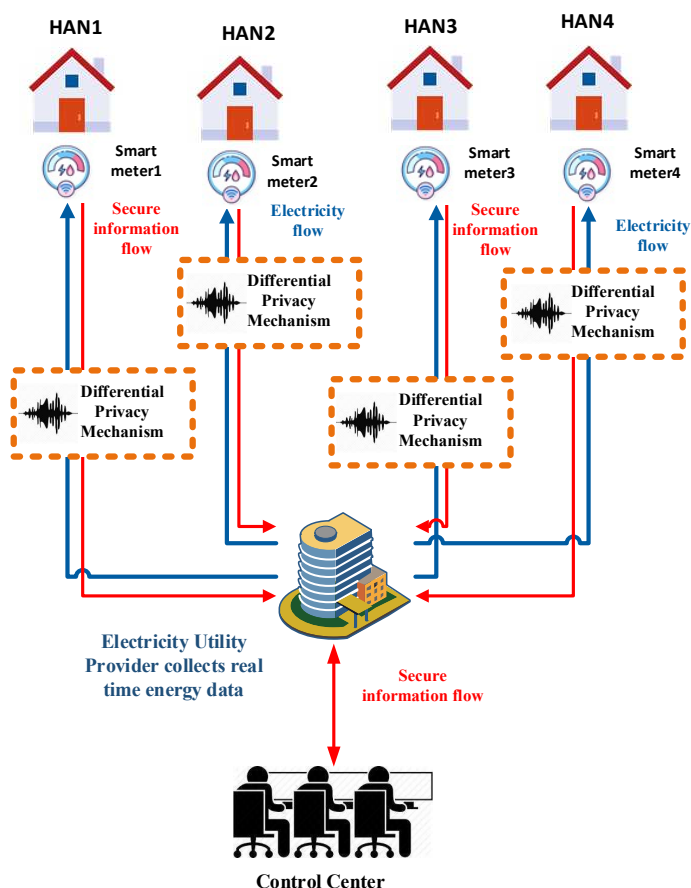 HAN1
HAN2
HAN3
HAN4
Smart
meter1
Smart
meter2
Smart
meter3
Smart
meter4
Secure
information
flow
Electricity
flow
Secure
information
flow
Electricity
flow
Differential
Privacy
Mechanism
Differential
Privacy
Mechanism
Differential
Privacy
Mechanism
Differential
Privacy
Mechanism
Electricity Utility
Provider collects real
time energy data
Secure
information flow
Control Center